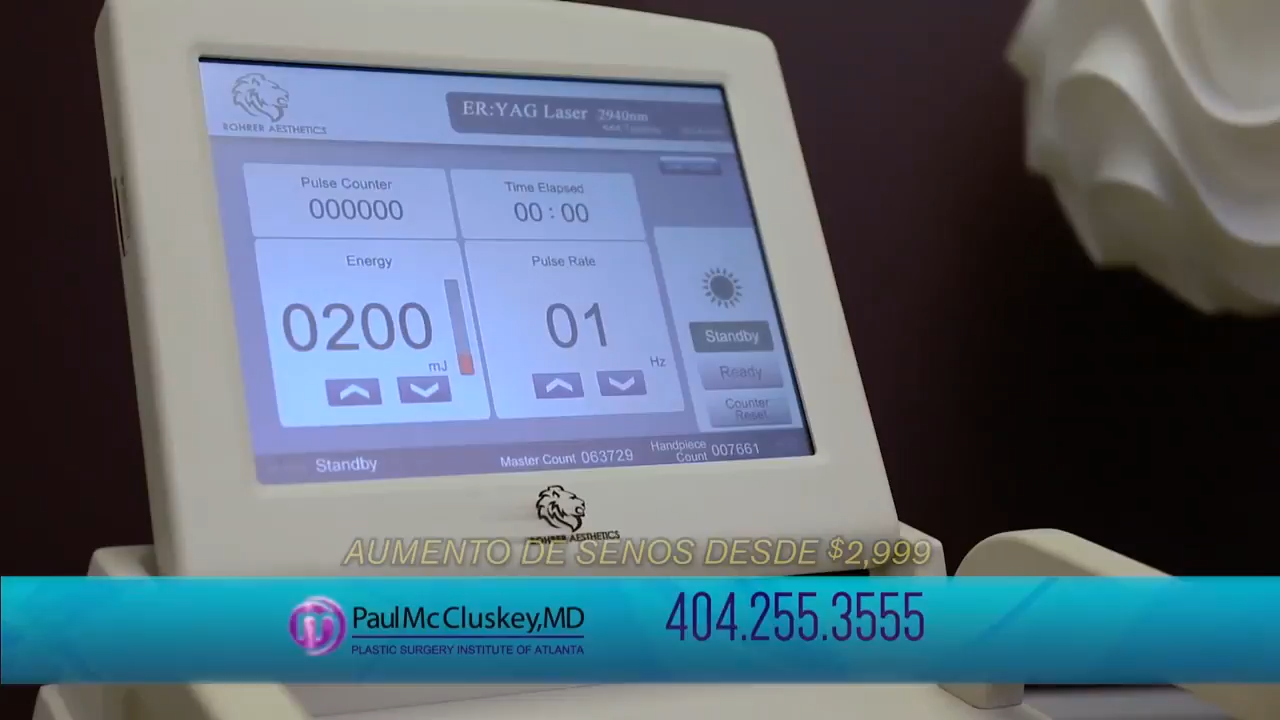 ROHRER AESTHETICS
ER:YAG Laser 2940nm
Pulse Counter
000000
Time Elapsed
00:00
Energy
0200
mJ
Pulse Rate
01
Hz
Standby
Ready
Counter
Reset
Standby
Master Count 063729
Handpiece
Count 007661
ROHRER AESTHETICS
AUMENTO DE SENOS DESDE $2,999
Paul McCluskey, MD
PLASTIC SURGERY INSTITUTE OF ATLANTA
404.255.3555